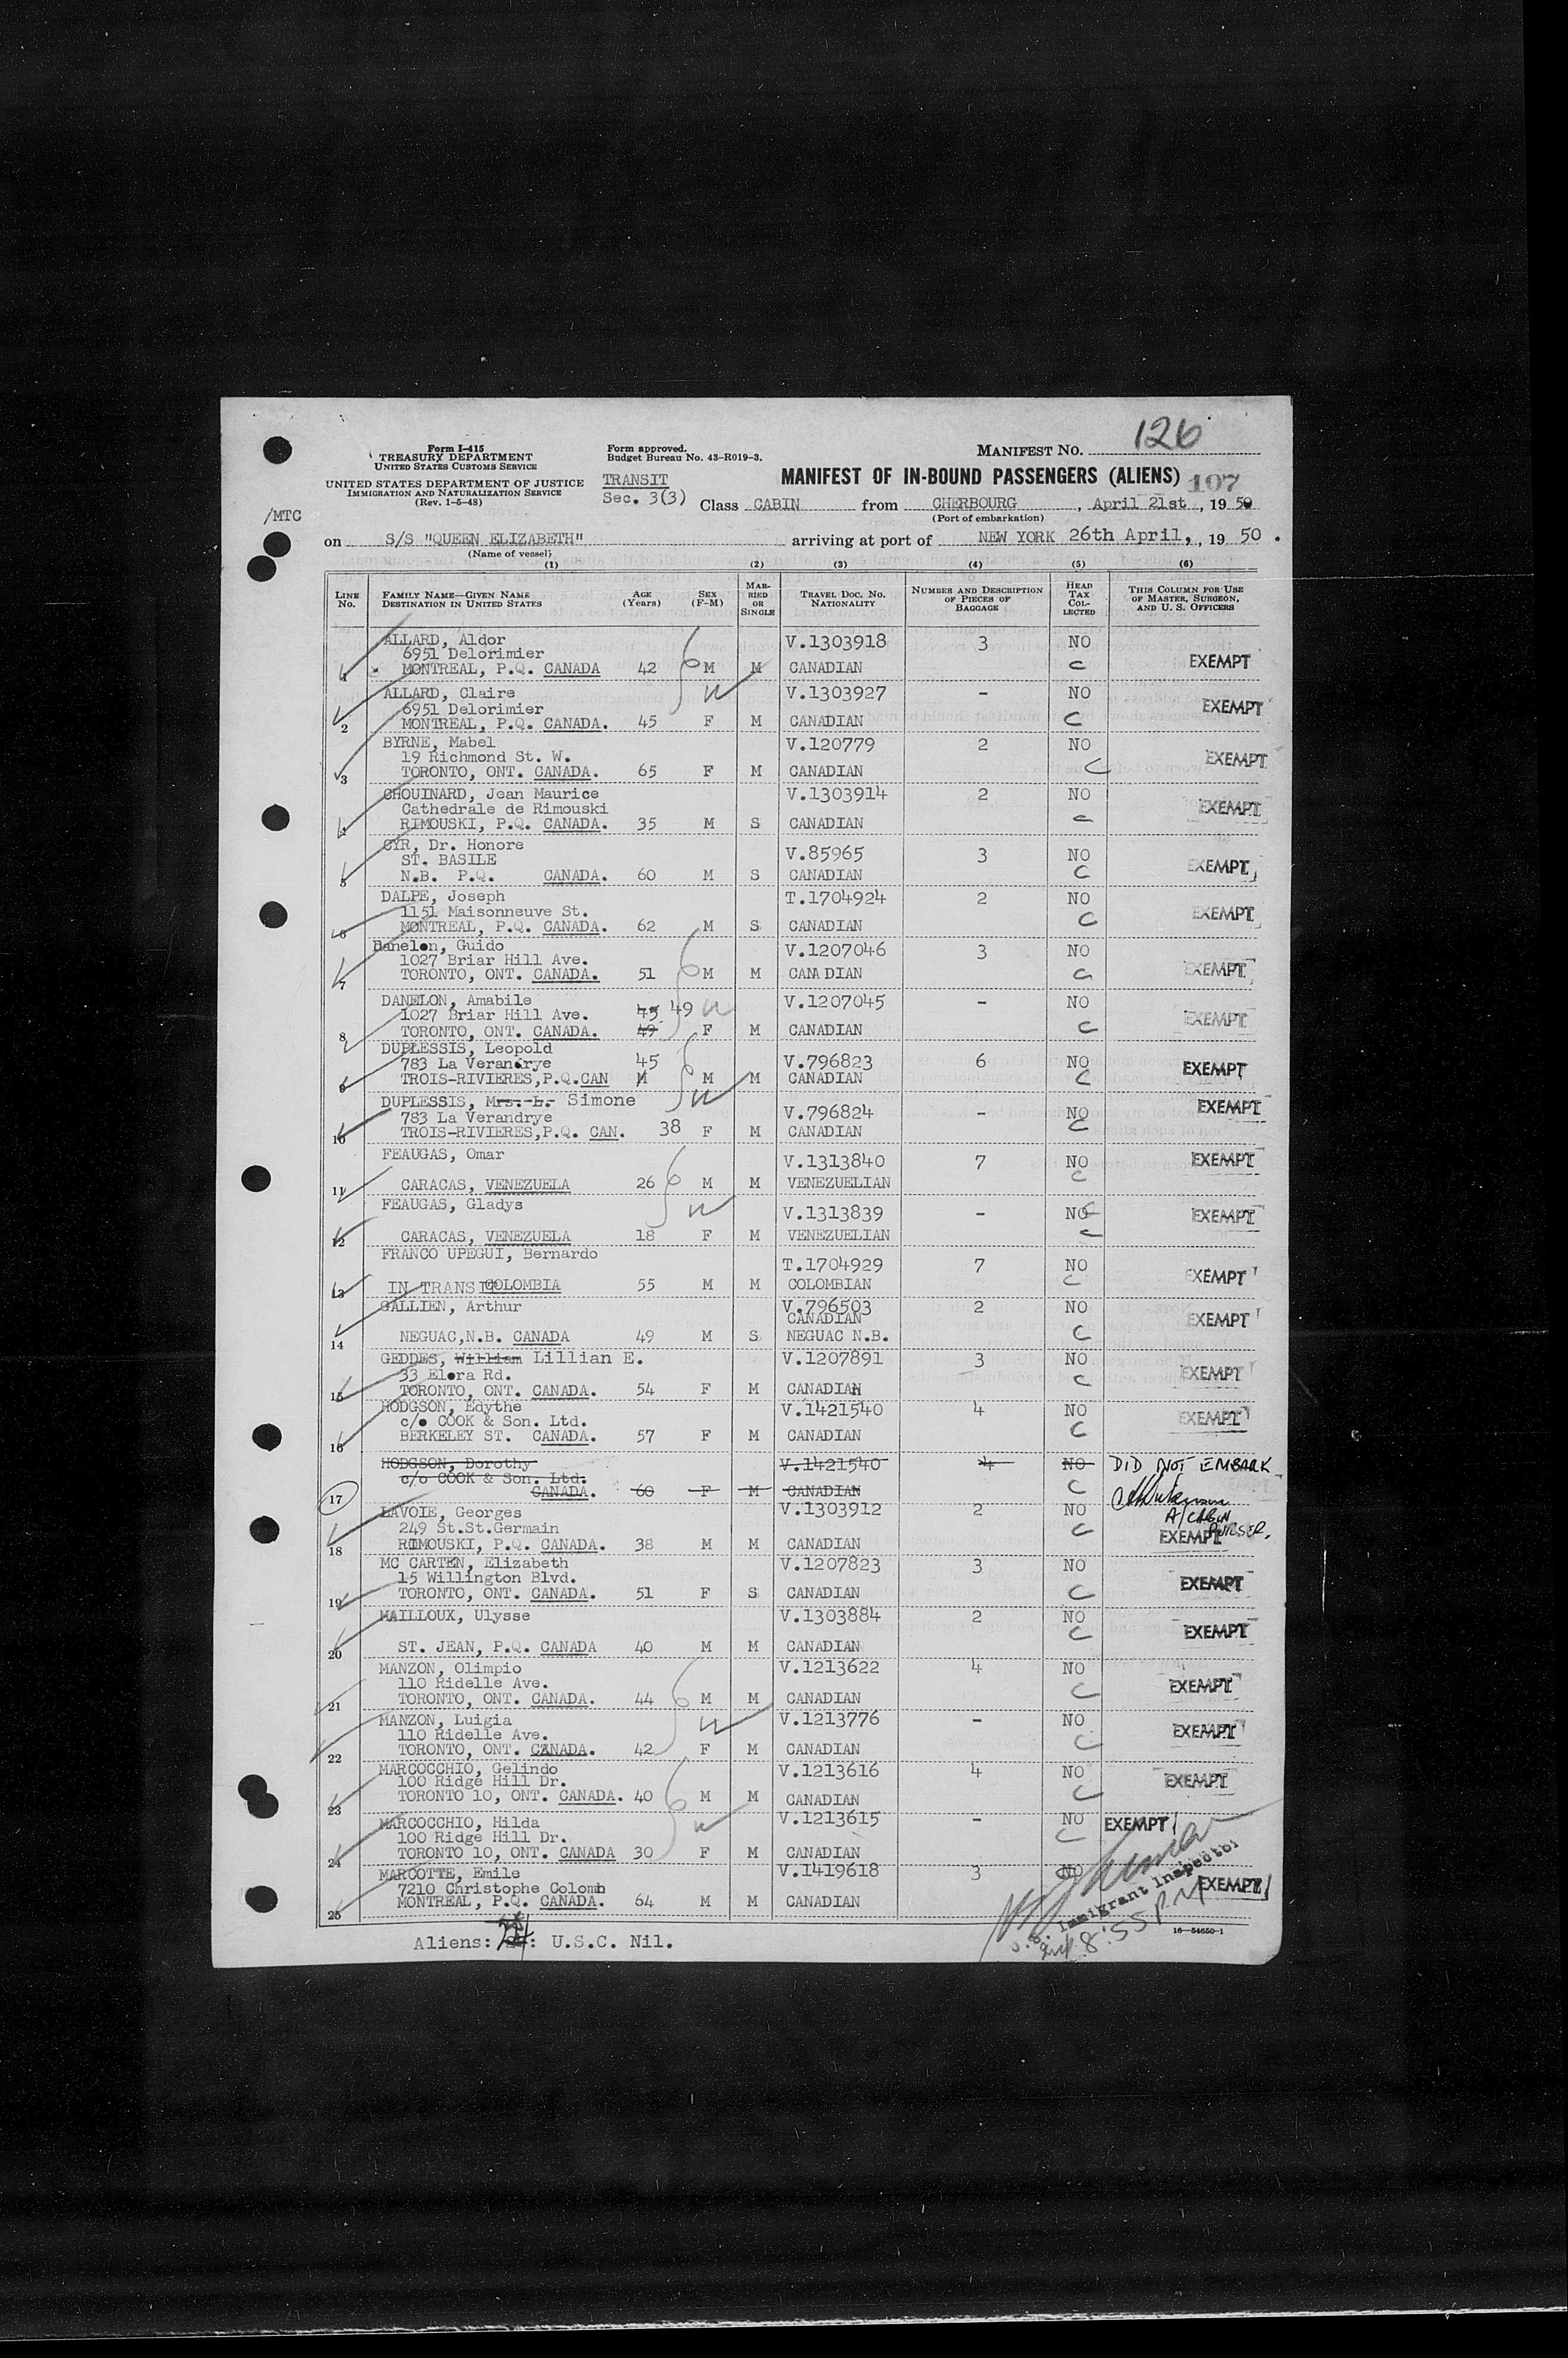 126
Form I-415
TREASURY DEPARTMENT
UNITED STATES CUSTOMS SERVICE
UNITED STATES DEPARTMENT OF JUSTICE
IMMIGRATION AND NATURALIZATION SERVICE
(Rev. 1-6-48)
Form approved.
Budget Bureau No. 43-R019-3.
MANIFEST NO.
TRANSIT
Sec. 3(3)
MANIFEST OF IN-BOUND PASSENGERS (ALIENS) 107
/MTC
Class CABIN from CHERBOURG, April 21st, 1950
(Port of embarkation)
on S/S "QUEEN ELIZABETH" arriving at port of NEW YORK 26th April, , 19 50 .
(Name of vessel)
(1) (2) (3) (4) (5) (6)
LINE No. FAMILY NAME—GIVEN NAME DESTINATION IN UNITED STATES AGE (Years) SEX (F-M) MARRIED OR SINGLE TRAVEL DOC. NO. NATIONALITY NUMBER AND DESCRIPTION OF PIECES OF BAGGAGE HEAD TAX COLLECTED THIS COLUMN FOR USE OF MASTER, SURGEON, AND U. S. OFFICERS
ALLARD, Aldor V.1303918 3 NO
6951 Delorimier
1 MONTREAL, P.Q. CANADA 42 M M CANADIAN C EXEMPT
ALLARD, Claire V.1303927 - NO
6951 Delorimier EXEMPT
2 MONTREAL, P.Q. CANADA. 45 F M CANADIAN C
BYRNE, Mabel V.120779 2 NO
19 Richmond St. W. EXEMPT
3 TORONTO, ONT. CANADA. 65 F M CANADIAN C
CHOUINARD, Jean Maurice V.1303914 2 NO
Cathedrale de Rimouski EXEMPT
4 RIMOUSKI, P.Q. CANADA. 35 M S CANADIAN C
CYR, Dr. Honore V.85965 3 NO
ST. BASILE EXEMPT
5 N.B. P.Q. CANADA. 60 M S CANADIAN C
DALPE, Joseph T.1704924 2 NO
1151 Maisonneuve St. EXEMPT
6 MONTREAL, P.Q. CANADA. 62 M S CANADIAN C
Danelon, Guido V.1207046 3 NO
1027 Briar Hill Ave.
7 TORONTO, ONT. CANADA. 51 M M CANADIAN C EXEMPT
DANELON, Amabile V.1207045 - NO
1027 Briar Hill Ave. 45 49 EXEMPT
8 TORONTO, ONT. CANADA. 49 F M CANADIAN C
DUPLESSIS, Leopold
783 La Verandrye 45 V.796823 6 NO EXEMPT
9 TROIS-RIVIERES,P.Q.CAN M M M CANADIAN C
DUPLESSIS, Mrs. L. Simone EXEMPT
783 La Verandrye V.796824 - NO
10 TROIS-RIVIERES,P.Q. CAN. 38 F M CANADIAN C
FEAUGAS, Omar V.1313840 7 NO EXEMPT
11 CARACAS, VENEZUELA 26 M M VENEZUELIAN C
FEAUGAS, Gladys V.1313839 - NO C EXEMPT
12 CARACAS, VENEZUELA 18 F M VENEZUELIAN C
FRANCO UPEGUI, Bernardo T.1704929 7 NO
13 IN TRANSIT COLOMBIA 55 M M COLOMBIAN C EXEMPT
GALLIEN, Arthur V.796503 2 NO
CANADIAN EXEMPT
14 NEGUAC,N.B. CANADA 49 M S NEGUAC N.B. C
GEDDES, William Lillian E. V.1207891 3 NO
33 Elora Rd. EXEMPT
15 TORONTO, ONT. CANADA. 54 F M CANADIAN C
HODGSON, Edythe V.1421540 4 NO
c/o COOK & Son. Ltd. EXEMPT
16 BERKELEY ST. CANADA. 57 F M CANADIAN C
HODGSON, Dorothy V.1421540 4 NO DID NOT EMBARK
c/o COOK & Son. Ltd.
17 CANADA. 60 F M CANADIAN C
LAVOIE, Georges V.1303912 2 NO A/CABIN PURSER.
249 St.St.Germain EXEMPT
18 RIMOUSKI, P.Q. CANADA. 38 M M CANADIAN C
MC CARTEN, Elizabeth V.1207823 3 NO
15 Willington Blvd. EXEMPT
19 TORONTO, ONT. CANADA. 51 F S CANADIAN C
MAILLOUX, Ulysse V.1303884 2 NO
EXEMPT
20 ST. JEAN, P.Q. CANADA 40 M M CANADIAN C
MANZON, Olimpio V.1213622 4 NO
110 Ridelle Ave. EXEMPT
21 TORONTO, ONT. CANADA. 44 M M CANADIAN C
MANZON, Luigia V.1213776 - NO
110 Ridelle Ave. EXEMPT
22 TORONTO, ONT. CANADA. 42 F M CANADIAN C
MARCOCCHIO, Gelindo V.1213616 4 NO
100 Ridge Hill Dr. EXEMPT
23 TORONTO 10, ONT. CANADA. 40 M M CANADIAN C
MARCOCCHIO, Hilda V.1213615 - NO EXEMPT
100 Ridge Hill Dr. C
24 TORONTO 10, ONT. CANADA 30 F M CANADIAN
MARCOTTE, Emile V.1419618 3 NO
7210 Christophe Colomb EXEMPT
25 MONTREAL, P.Q. CANADA. 64 M M CANADIAN
U.S. Immigrant Inspector
8:55 P.M
16-54650-1
Aliens: 24: U.S.C. Nil.